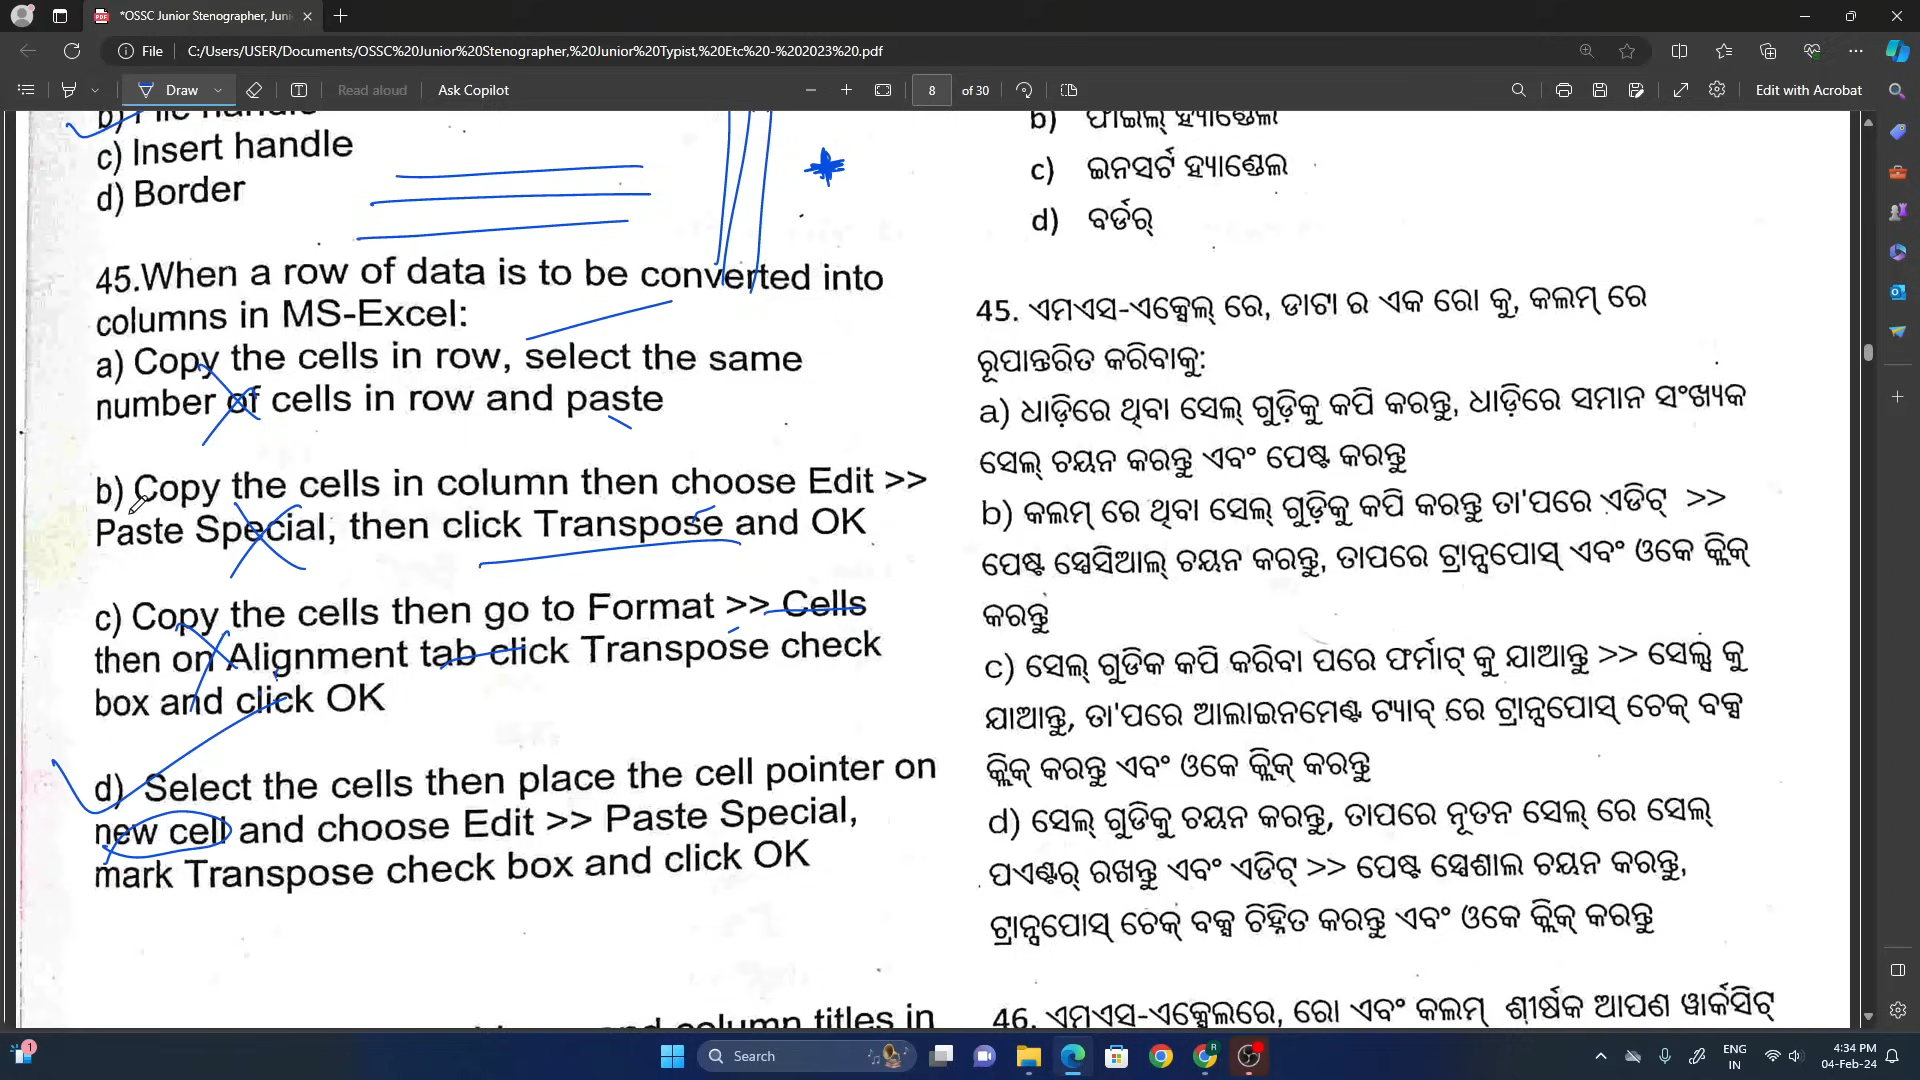 *OSSC Junior Stenographer, Juni
File
C:/Users/USER/Documents/OSSC%20Junior%20Stenographer,%20Junior%20Typist,%20Etc%20-%202023%20.pdf
Draw
Read aloud
Ask Copilot
8
of 30
Edit with Acrobat
b) File handle
c) Insert handle
d) Border
45.When a row of data is to be converted into
columns in MS-Excel:
a) Copy the cells in row, select the same
number of cells in row and paste
b) Copy the cells in column then choose Edit >>
Paste Special, then click Transpose and OK
c) Copy the cells then go to Format >> Cells
then on Alignment tab click Transpose check
box and click OK
d) Select the cells then place the cell pointer on
new cell and choose Edit >> Paste Special,
mark Transpose check box and click OK
column titles in
b) ଫାଇଲ୍ ହ୍ୟାଣ୍ଡେଲ
c) ଇନସର୍ଟ ହ୍ୟାଣ୍ଡେଲ
d) ବର୍ଡର୍
45. ଏମଏସ-ଏକ୍ସେଲ୍ ରେ, ଡାଟା ର ଏକ ରୋ କୁ, କଲମ୍ ରେ
ରୂପାନ୍ତରିତ କରିବାକୁ:
a) ଧାଡ଼ିରେ ଥିବା ସେଲ୍ ଗୁଡ଼ିକୁ କପି କରନ୍ତୁ, ଧାଡ଼ିରେ ସମାନ ସଂଖ୍ୟକ
ସେଲ୍ ଚୟନ କରନ୍ତୁ ଏବଂ ପେଷ୍ଟ କରନ୍ତୁ
b) କଲମ୍ ରେ ଥିବା ସେଲ୍ ଗୁଡ଼ିକୁ କପି କରନ୍ତୁ ତା'ପରେ ଏଡିଟ୍ >>
ପେଷ୍ଟ ସ୍ପେସିଆଲ୍ ଚୟନ କରନ୍ତୁ, ତାପରେ ଟ୍ରାନ୍ସପୋସ୍ ଏବଂ ଓକେ କ୍ଲିକ୍
କରନ୍ତୁ
c) ସେଲ୍ ଗୁଡିକ କପି କରିବା ପରେ ଫର୍ମାଟ୍ କୁ ଯାଆନ୍ତୁ >> ସେଲ୍ସ କୁ
ଯାଆନ୍ତୁ, ତା'ପରେ ଆଲାଇନମେଣ୍ଟ ଟ୍ୟାବ୍ ରେ ଟ୍ରାନ୍ସପୋସ୍ ଚେକ୍ ବକ୍ସ
କ୍ଲିକ୍ କରନ୍ତୁ ଏବଂ ଓକେ କ୍ଲିକ୍ କରନ୍ତୁ
d) ସେଲ୍ ଗୁଡିକୁ ଚୟନ କରନ୍ତୁ, ତାପରେ ନୂତନ ସେଲ୍ ରେ ସେଲ୍
ପଏଣ୍ଟର୍ ରଖନ୍ତୁ ଏବଂ ଏଡିଟ୍ >> ପେଷ୍ଟ ସ୍ପେଶାଲ ଚୟନ କରନ୍ତୁ,
ଟ୍ରାନ୍ସପୋସ୍ ଚେକ୍ ବକ୍ସ ଚିହ୍ନିତ କରନ୍ତୁ ଏବଂ ଓକେ କ୍ଲିକ୍ କରନ୍ତୁ
46. ଏମଏସ-ଏକ୍ସେଲରେ, ରୋ ଏବଂ କଲମ୍ ଶୀର୍ଷକ ଆପଣ ୱାର୍କସିଟ୍
1
Search
ENG
IN
4:34 PM
04-Feb-24